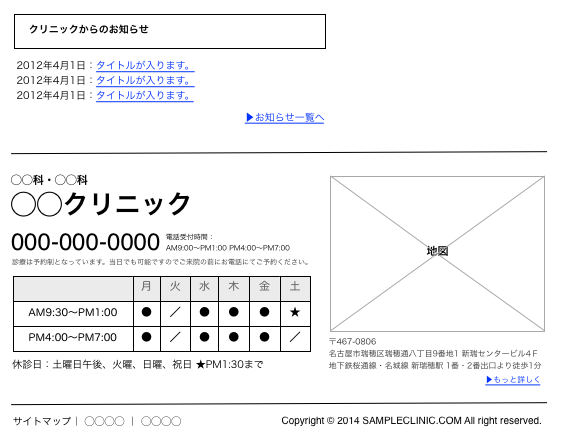 クリニックからのお知らせ
2012年4月1日：タイトルが入ります。
2012年4月1日：タイトルが入ります。
2012年4月1日：タイトルが入ります。
▶お知らせ一覧へ
〇〇科・〇〇科
〇〇クリニック
000-000-0000 電話受付時間：
AM9:00〜PM1:00 PM4:00〜PM7:00
診療は予約制となっています。当日でも可能ですのでご来院の前にお電話にてご予約ください。
月 火 水 木 金 土
AM9:30〜PM1:00 ● ／ ● ● ● ★
PM4:00〜PM7:00 ● ／ ● ● ● ／
休診日：土曜日午後、火曜、日曜、祝日 ★PM1:30まで
地図
〒467-0806
名古屋市瑞穂区瑞穂通八丁目9番地1 新瑞センタービル4F
地下鉄桜通線・名城線 新瑞穂駅 1番・2番出口より徒歩1分
▶もっと詳しく
サイトマップ｜ 〇〇〇〇 ｜ 〇〇〇〇
Copyright © 2014 SAMPLECLINIC.COM All right reserved.